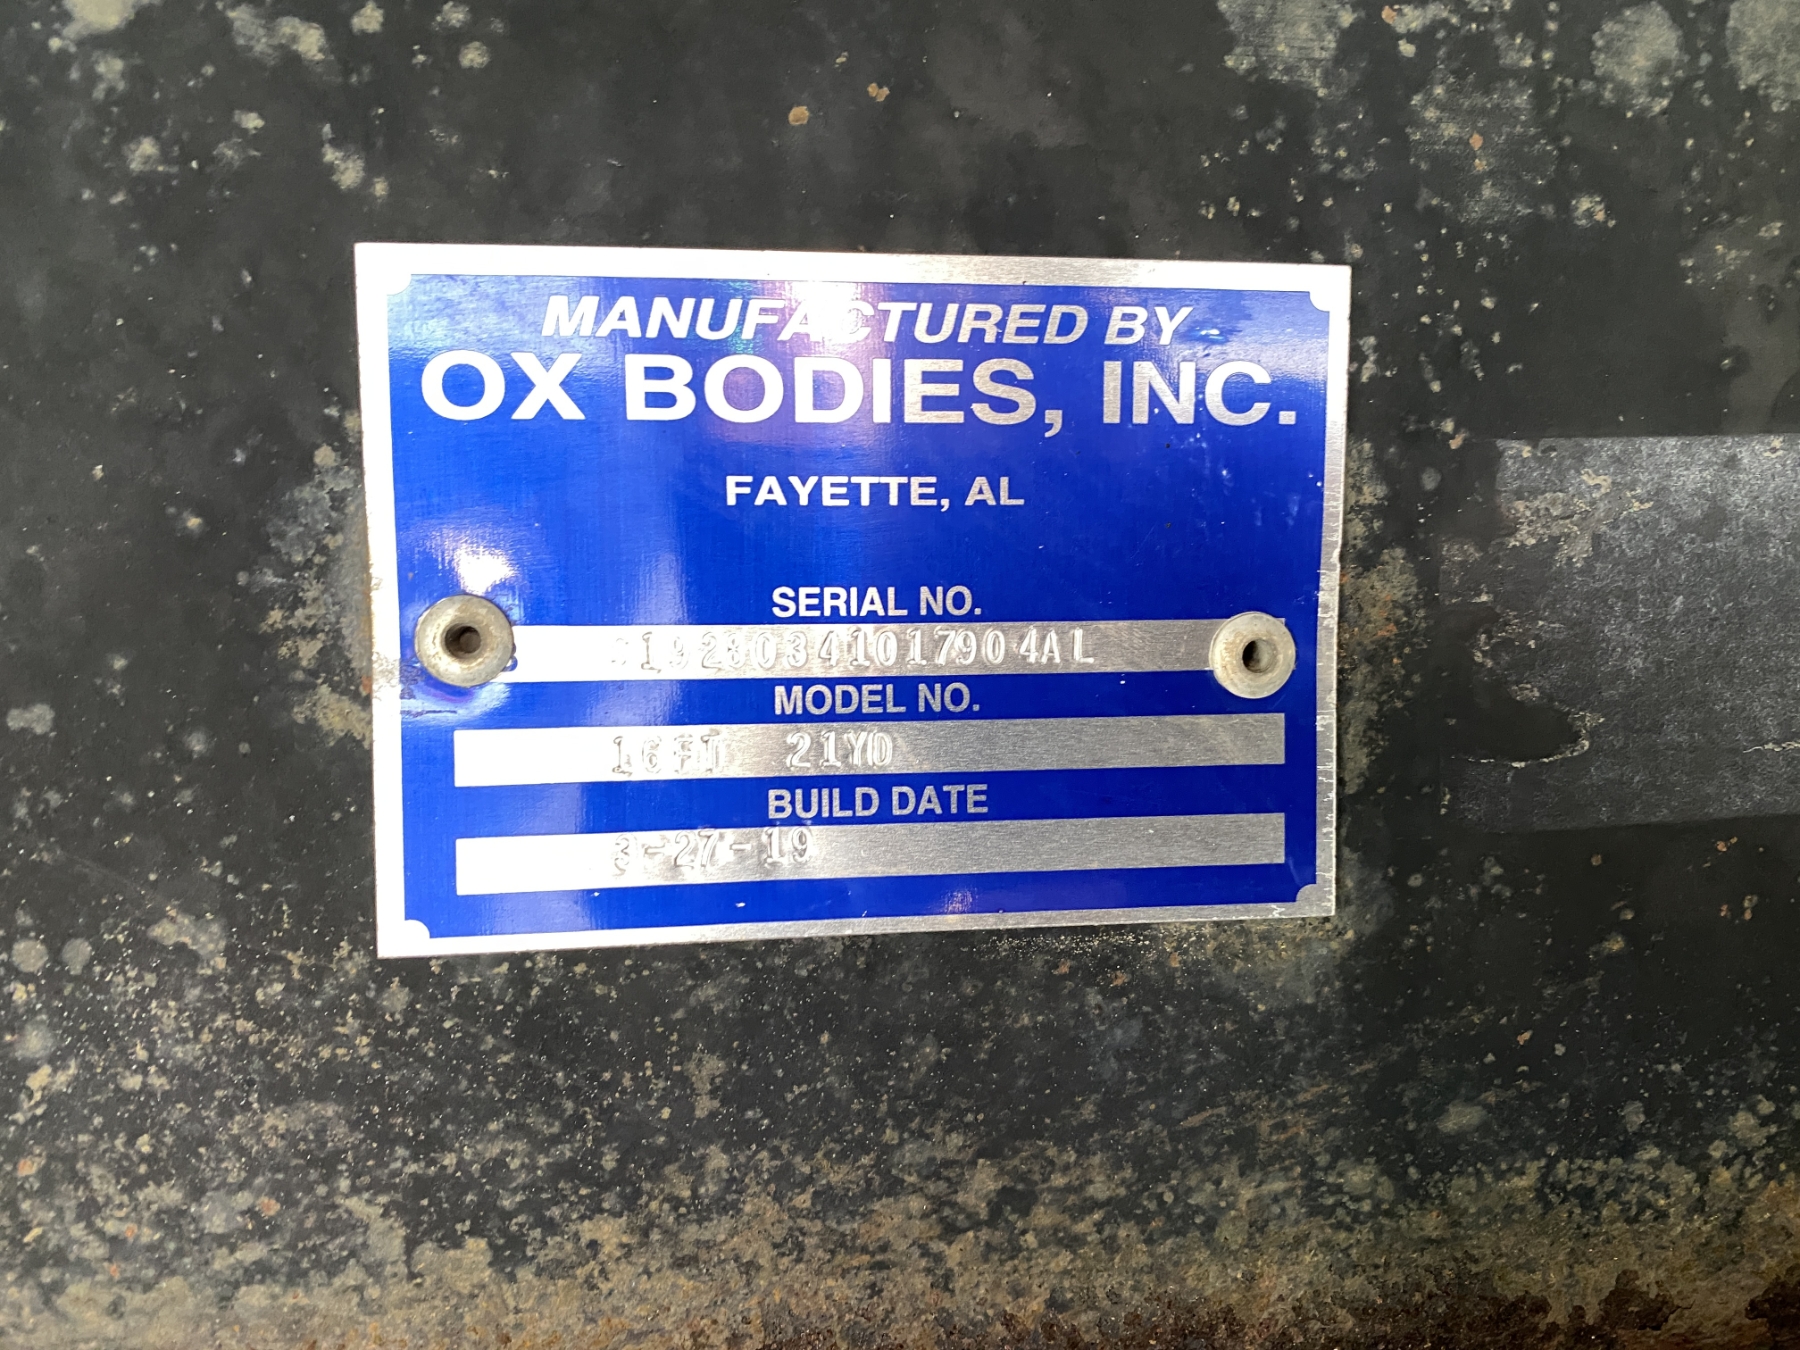 MANUFACTURED BY
OX BODIES, INC.
FAYETTE, AL
SERIAL NO.
MODEL NO.
16FT 21YD
BUILD DATE
3-27-19